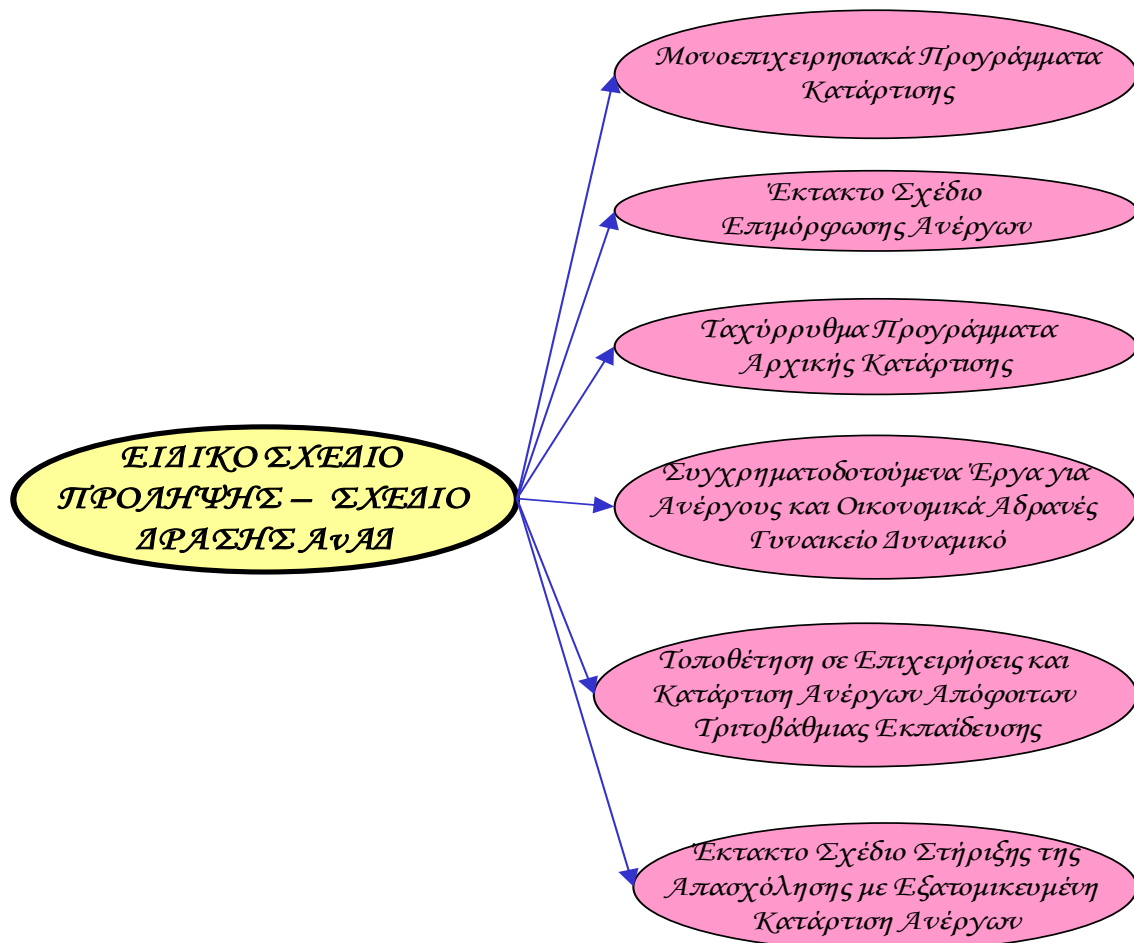 Μονοεπιχειρησιακά Προγράμματα
Κατάρτισης
Έκτακτο Σχέδιο
Επιμόρφωσης Ανέργων
Ταχύρρυθμα Προγράμματα
Αρχικής Κατάρτισης
ΕΙΔΙΚΟ ΣΧΕΔΙΟ
ΠΡΟΛΗΨΗΣ – ΣΧΕΔΙΟ
ΔΡΑΣΗΣ ΑνΑΔ
Συγχρηματοδοτούμενα Έργα για
Ανέργους και Οικονομικά Αδρανές
Γυναικείο Δυναμικό
Τοποθέτηση σε Επιχειρήσεις και
Κατάρτιση Ανέργων Απόφοιτων
Τριτοβάθμιας Εκπαίδευσης
Έκτακτο Σχέδιο Στήριξης της
Απασχόλησης με Εξατομικευμένη
Κατάρτιση Ανέργων